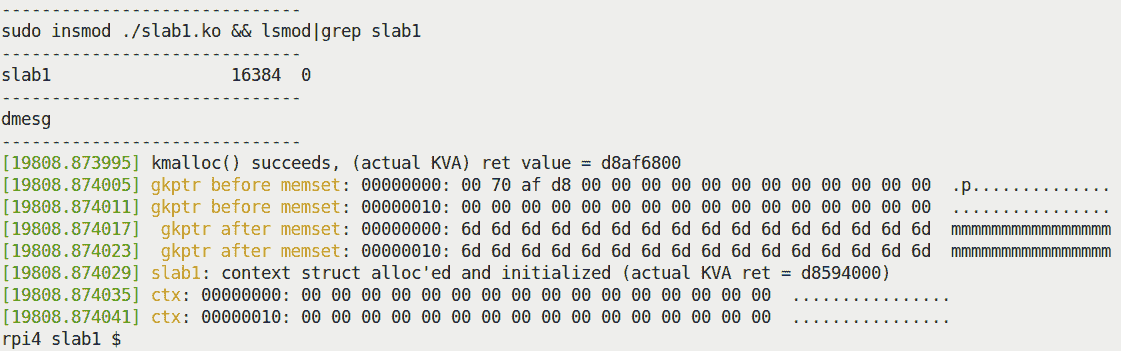 ------------------------------
sudo insmod ./slab1.ko && lsmod|grep slab1
------------------------------
slab1                  16384  0
------------------------------
dmesg
------------------------------
[19808.873995] kmalloc() succeeds, (actual KVA) ret value = d8af6800
[19808.874005] gkptr before memset: 00000000: 00 70 af d8 00 00 00 00 00 00 00 00 00 00 00 00  .p..............
[19808.874011] gkptr before memset: 00000010: 00 00 00 00 00 00 00 00 00 00 00 00 00 00 00 00  ................
[19808.874017]  gkptr after memset: 00000000: 6d 6d 6d 6d 6d 6d 6d 6d 6d 6d 6d 6d 6d 6d 6d 6d  mmmmmmmmmmmmmmmm
[19808.874023]  gkptr after memset: 00000010: 6d 6d 6d 6d 6d 6d 6d 6d 6d 6d 6d 6d 6d 6d 6d 6d  mmmmmmmmmmmmmmmm
[19808.874029] slab1: context struct alloc'ed and initialized (actual KVA ret = d8594000)
[19808.874035] ctx: 00000000: 00 00 00 00 00 00 00 00 00 00 00 00 00 00 00 00  ................
[19808.874041] ctx: 00000010: 00 00 00 00 00 00 00 00 00 00 00 00 00 00 00 00  ................
rpi4 slab1 $